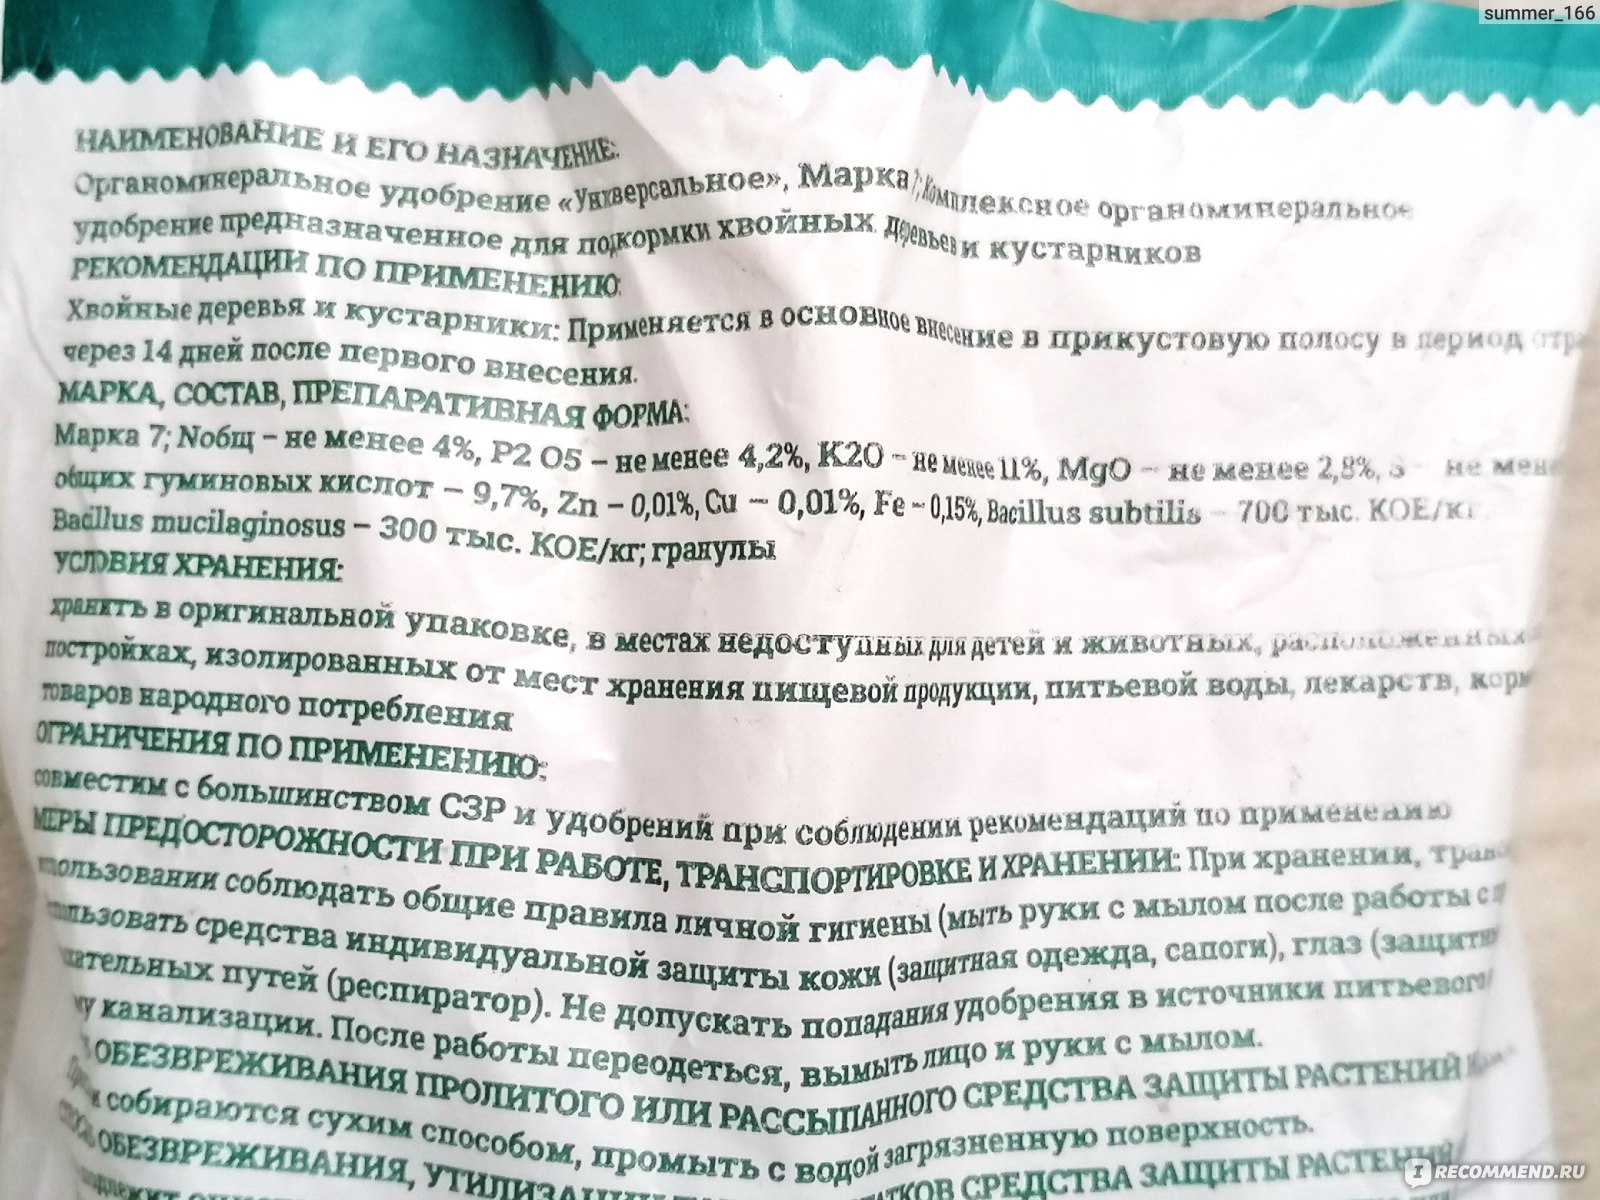 summer_166
НАИМЕНОВАНИЕ И ЕГО НАЗНАЧЕНИЕ:
Органоминеральное удобрение «Универсальное», Марка 7; Комплексное органоминеральное
удобрение предназначенное для подкормки хвойных деревьев и кустарников
РЕКОМЕНДАЦИИ ПО ПРИМЕНЕНИЮ:
Хвойные деревья и кустарники: Применяется в основное внесение в прикустовую полосу в период
через 14 дней после первого внесения.
МАРКА, СОСТАВ, ПРЕПАРАТИВНАЯ ФОРМА:
Марка 7; Nобщ – не менее 4%, P2 O5 – не менее 4,2%, K2O – не менее 11%, MgO – не менее 2,8%, S – не
общих гуминовых кислот – 9,7%, Zn – 0,01%, Cu – 0,01%, Fe – 0,15%, Bacillus subtilis – 700 тыс. КОЕ/кг,
Bacillus mucilaginosus – 300 тыс. КОЕ/кг; гранулы
УСЛОВИЯ ХРАНЕНИЯ:
хранить в оригинальной упаковке, в местах недоступных для детей и животных, расположенных
постройках, изолированных от мест хранения пищевой продукции, питьевой воды, лекарств,
товаров народного потребления
ОГРАНИЧЕНИЯ ПО ПРИМЕНЕНИЮ:
совместим с большинством СЗР и удобрений при соблюдении рекомендаций по применению
МЕРЫ ПРЕДОСТОРОЖНОСТИ ПРИ РАБОТЕ, ТРАНСПОРТИРОВКЕ И ХРАНЕНИИ: При хранении,
соблюдать общие правила личной гигиены (мыть руки с мылом после работы с
средства индивидуальной защиты кожи (защитная одежда, сапоги), глаз
путей (респиратор). Не допускать попадания удобрения в источники питьевого
канализации. После работы переодеться, вымыть лицо и руки с мылом.
ОБЕЗВРЕЖИВАНИЯ ПРОЛИТОГО ИЛИ РАССЫПАННОГО СРЕДСТВА ЗАЩИТЫ РАСТЕНИЙ
собираются сухим способом, промыть с водой загрязненную поверхность.
ОБЕЗВРЕЖИВАНИЯ, СРЕДСТВА ЗАЩИТЫ РАСТЕНИЙ
IRECOMMEND.RU